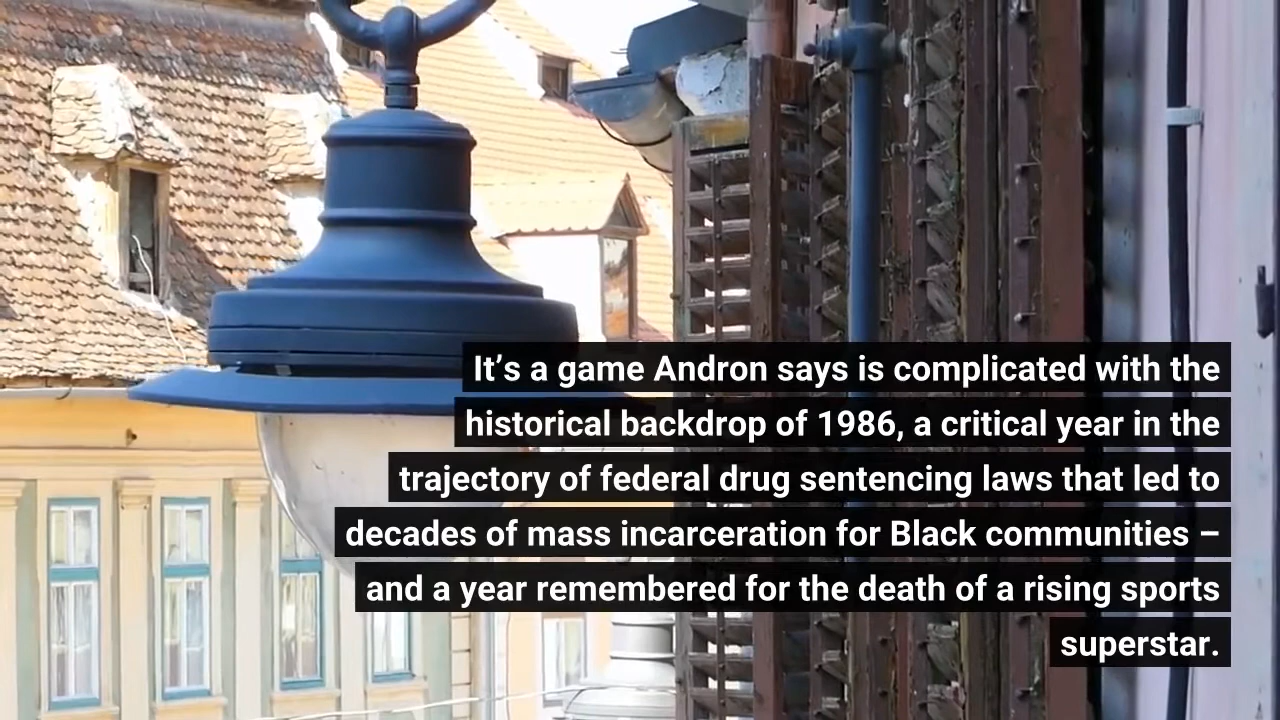 It’s a game Andron says is complicated with the
historical backdrop of 1986, a critical year in the
trajectory of federal drug sentencing laws that led to
decades of mass incarceration for Black communities –
and a year remembered for the death of a rising sports
superstar.